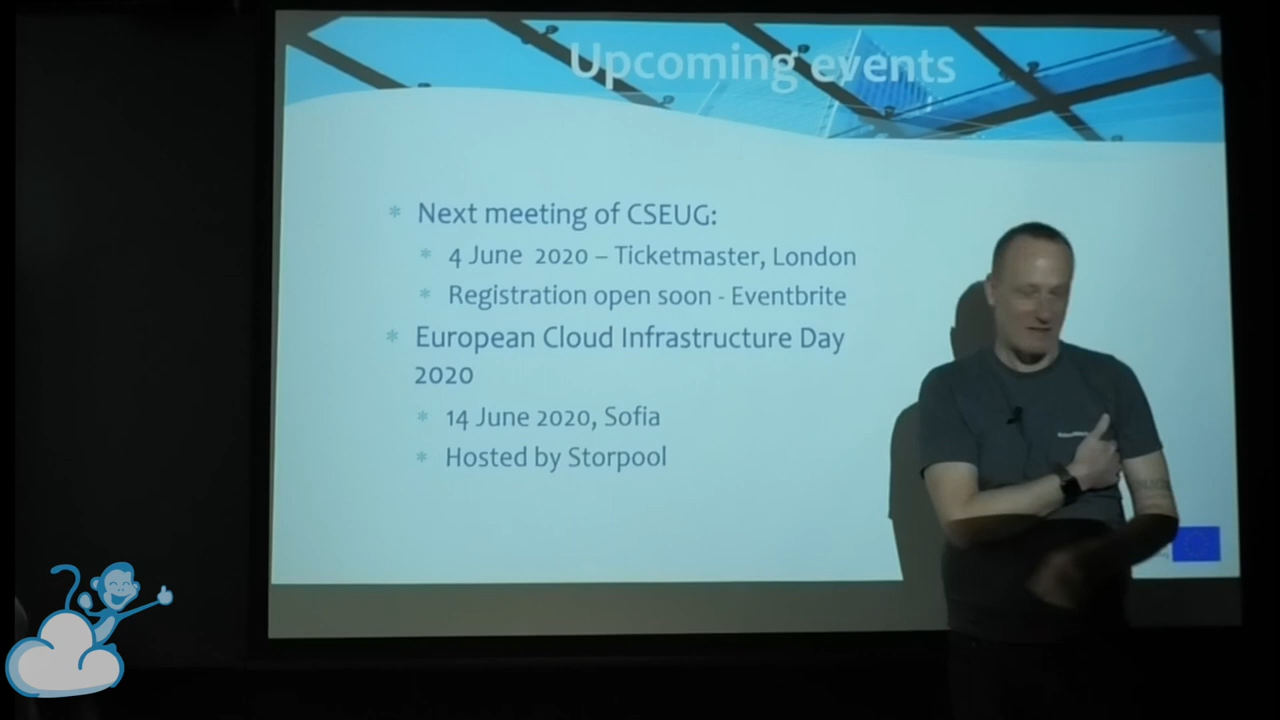 Upcoming events
Next meeting of CSEUG:
4 June 2020 – Ticketmaster, London
Registration open soon - Eventbrite
European Cloud Infrastructure Day
2020
14 June 2020, Sofia
Hosted by Storpool